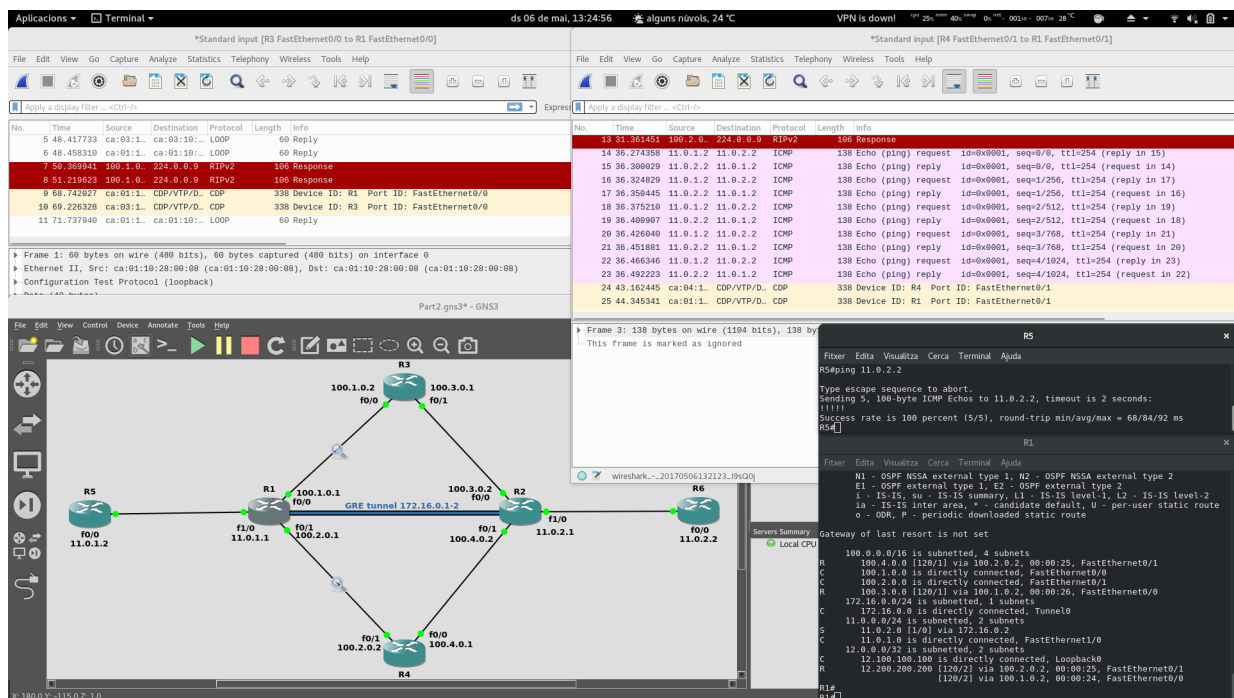 Aplicacions Terminal ds 06 de mai, 13:24:56 alguns núvols, 24 °C VPN is down! cpu 25% mem 40% swap 0% net 28 °C
*Standard input [R3 FastEthernet0/0 to R1 FastEthernet0/0]
File Edit View Go Capture Analyze Statistics Telephony Wireless Tools Help
Apply a display filter ... <Ctrl-/> Express
No. Time Source Destination Protocol Length Info
5 48.417733 ca:03:1… ca:03:10:… LOOP 60 Reply
6 48.458310 ca:01:1… ca:01:10:… LOOP 60 Reply
7 50.369941 100.1.0… 224.0.0.9 RIPv2 106 Response
8 51.219623 100.1.0… 224.0.0.9 RIPv2 106 Response
9 68.742027 ca:01:1… CDP/VTP/D… CDP 338 Device ID: R1 Port ID: FastEthernet0/0
10 69.226328 ca:03:1… CDP/VTP/D… CDP 338 Device ID: R3 Port ID: FastEthernet0/0
11 71.737940 ca:01:1… ca:01:10:… LOOP 60 Reply
Frame 1: 60 bytes on wire (480 bits), 60 bytes captured (480 bits) on interface 0
Ethernet II, Src: ca:01:10:28:00:08 (ca:01:10:28:00:08), Dst: ca:01:10:28:00:08 (ca:01:10:28:00:08)
Configuration Test Protocol (loopback)
*Standard input [R4 FastEthernet0/1 to R1 FastEthernet0/1]
File Edit View Go Capture Analyze Statistics Telephony Wireless Tools Help
Apply a display filter ... <Ctrl-/>
No. Time Source Destination Protocol Length Info
13 31.361451 100.2.0… 224.0.0.9 RIPv2 106 Response
14 36.274358 11.0.1.2 11.0.2.2 ICMP 138 Echo (ping) request id=0x0001, seq=0/0, ttl=254 (reply in 15)
15 36.300029 11.0.2.2 11.0.1.2 ICMP 138 Echo (ping) reply id=0x0001, seq=0/0, ttl=254 (request in 14)
16 36.324829 11.0.1.2 11.0.2.2 ICMP 138 Echo (ping) request id=0x0001, seq=1/256, ttl=254 (reply in 17)
17 36.350445 11.0.2.2 11.0.1.2 ICMP 138 Echo (ping) reply id=0x0001, seq=1/256, ttl=254 (request in 16)
18 36.375210 11.0.1.2 11.0.2.2 ICMP 138 Echo (ping) request id=0x0001, seq=2/512, ttl=254 (reply in 19)
19 36.400907 11.0.2.2 11.0.1.2 ICMP 138 Echo (ping) reply id=0x0001, seq=2/512, ttl=254 (request in 18)
20 36.426040 11.0.1.2 11.0.2.2 ICMP 138 Echo (ping) request id=0x0001, seq=3/768, ttl=254 (reply in 21)
21 36.451881 11.0.2.2 11.0.1.2 ICMP 138 Echo (ping) reply id=0x0001, seq=3/768, ttl=254 (request in 20)
22 36.466346 11.0.1.2 11.0.2.2 ICMP 138 Echo (ping) request id=0x0001, seq=4/1024, ttl=254 (reply in 23)
23 36.492223 11.0.2.2 11.0.1.2 ICMP 138 Echo (ping) reply id=0x0001, seq=4/1024, ttl=254 (request in 22)
24 43.162445 ca:04:1… CDP/VTP/D… CDP 338 Device ID: R4 Port ID: FastEthernet0/1
25 44.345341 ca:01:1… CDP/VTP/D… CDP 338 Device ID: R1 Port ID: FastEthernet0/1
Frame 3: 138 bytes on wire (1104 bits), 138 by
This frame is marked as ignored
wireshark_-_20170506132123_
Part2.gns3* - GNS3
File Edit View Control Device Annotate Tools Help
R3
100.1.0.2 100.3.0.1
f0/0 f0/1
R5
f0/0
11.0.1.2
R1
100.1.0.1
f0/0
f1/0
11.0.1.1
f0/1
100.2.0.1
GRE tunnel 172.16.0.1-2
100.3.0.2
f0/0
R2
f0/1
100.4.0.2
f1/0
11.0.2.1
R6
f0/0
11.0.2.2
f0/1
100.2.0.2
f0/0
100.4.0.1
R4
X: 180.0 Y: -115.0 Z: 1.0
Servers Summary
Local CPU
R5
Fitxer Edita Visualitza Cerca Terminal Ajuda
R5#ping 11.0.2.2
Type escape sequence to abort.
Sending 5, 100-byte ICMP Echos to 11.0.2.2, timeout is 2 seconds:
!!!!!
Success rate is 100 percent (5/5), round-trip min/avg/max = 68/84/92 ms
R5#
R1
Fitxer Edita Visualitza Cerca Terminal Ajuda
N1 - OSPF NSSA external type 1, N2 - OSPF NSSA external type 2
E1 - OSPF external type 1, E2 - OSPF external type 2
i - IS-IS, su - IS-IS summary, L1 - IS-IS level-1, L2 - IS-IS level-2
ia - IS-IS inter area, * - candidate default, U - per-user static route
o - ODR, P - periodic downloaded static route
Gateway of last resort is not set
100.0.0.0/16 is subnetted, 4 subnets
R 100.4.0.0 [120/1] via 100.2.0.2, 00:00:25, FastEthernet0/1
C 100.1.0.0 is directly connected, FastEthernet0/0
C 100.2.0.0 is directly connected, FastEthernet0/1
R 100.3.0.0 [120/1] via 100.1.0.2, 00:00:26, FastEthernet0/0
172.16.0.0/24 is subnetted, 1 subnets
C 172.16.0.0 is directly connected, Tunnel0
11.0.0.0/24 is subnetted, 2 subnets
S 11.0.2.0 [1/0] via 172.16.0.2
C 11.0.1.0 is directly connected, FastEthernet1/0
12.0.0.0/32 is subnetted, 2 subnets
C 12.100.100.100 is directly connected, Loopback0
R 12.200.200.200 [120/2] via 100.2.0.2, 00:00:25, FastEthernet0/1
[120/2] via 100.1.0.2, 00:00:24, FastEthernet0/0
R1#
R1#